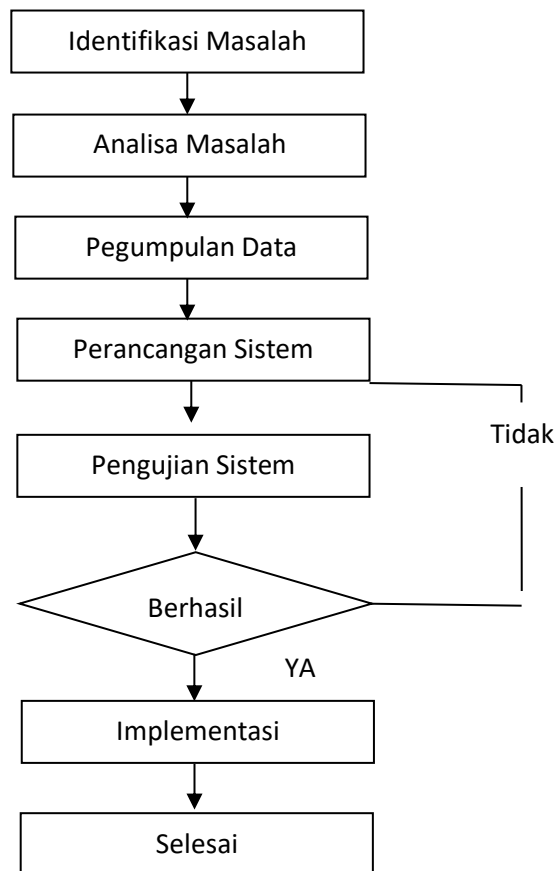 Identifikasi Masalah
Analisa Masalah
Pegumpulan Data
Perancangan Sistem
Tidak
Pengujian Sistem
Berhasil
YA
Implementasi
Selesai